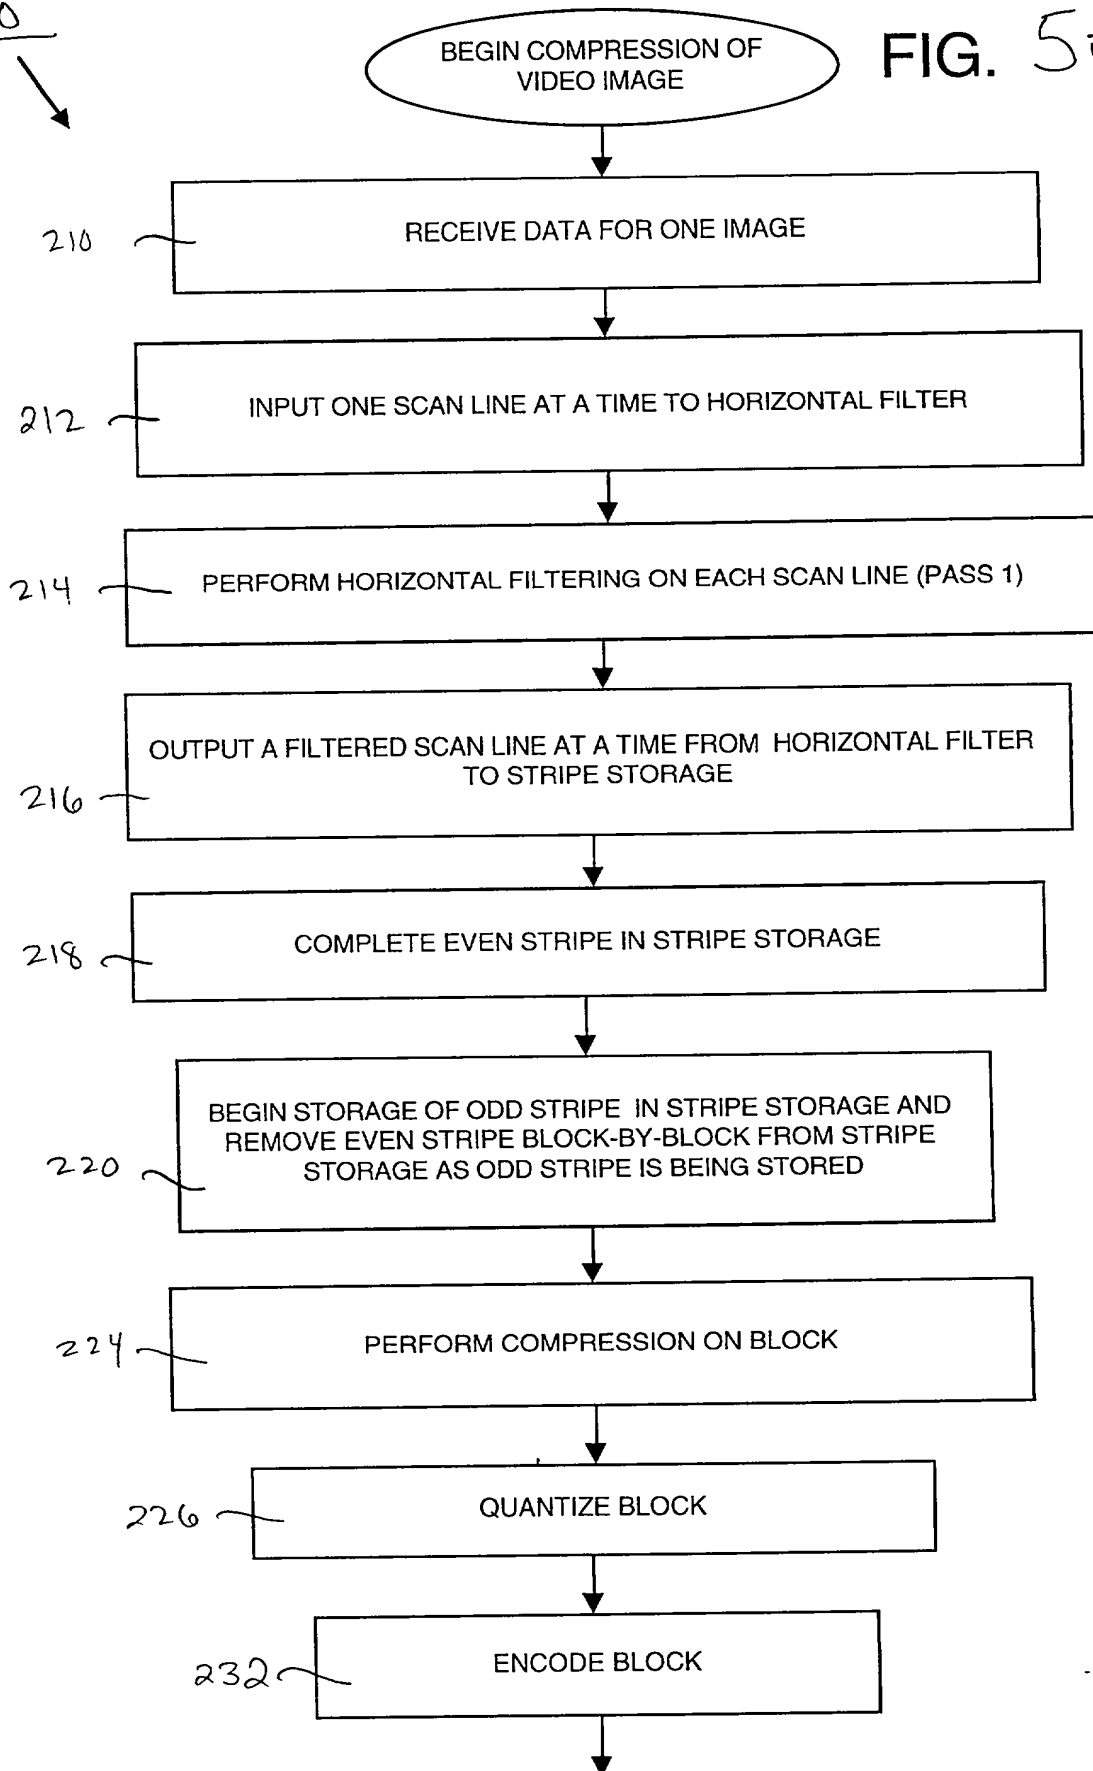 BEGIN COMPRESSION OF
VIDEO IMAGE
FIG. 5
210
RECEIVE DATA FOR ONE IMAGE
212
INPUT ONE SCAN LINE AT A TIME TO HORIZONTAL FILTER
214
PERFORM HORIZONTAL FILTERING ON EACH SCAN LINE (PASS 1)
OUTPUT A FILTERED SCAN LINE AT A TIME FROM HORIZONTAL FILTER
TO STRIPE STORAGE
216
218
COMPLETE EVEN STRIPE IN STRIPE STORAGE
BEGIN STORAGE OF ODD STRIPE IN STRIPE STORAGE AND
REMOVE EVEN STRIPE BLOCK-BY-BLOCK FROM STRIPE
STORAGE AS ODD STRIPE IS BEING STORED
220
224
PERFORM COMPRESSION ON BLOCK
226
QUANTIZE BLOCK
232
ENCODE BLOCK